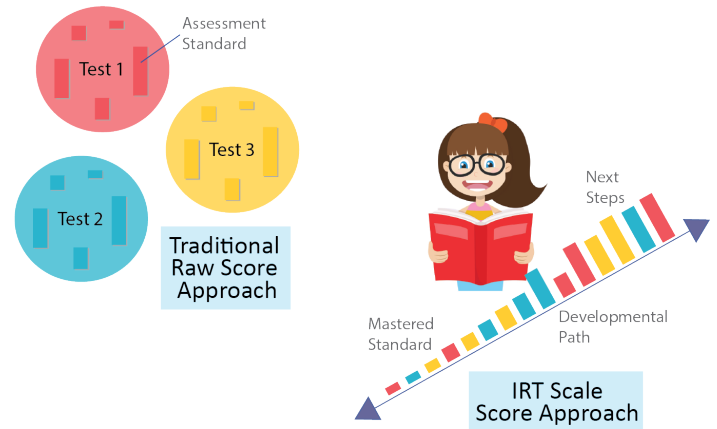 Assessment
Standard
Test 1
Test 3
Test 2
Traditional
Raw Score
Approach
Next
Steps
Mastered
Standard
Developmental
Path
IRT Scale
Score Approach